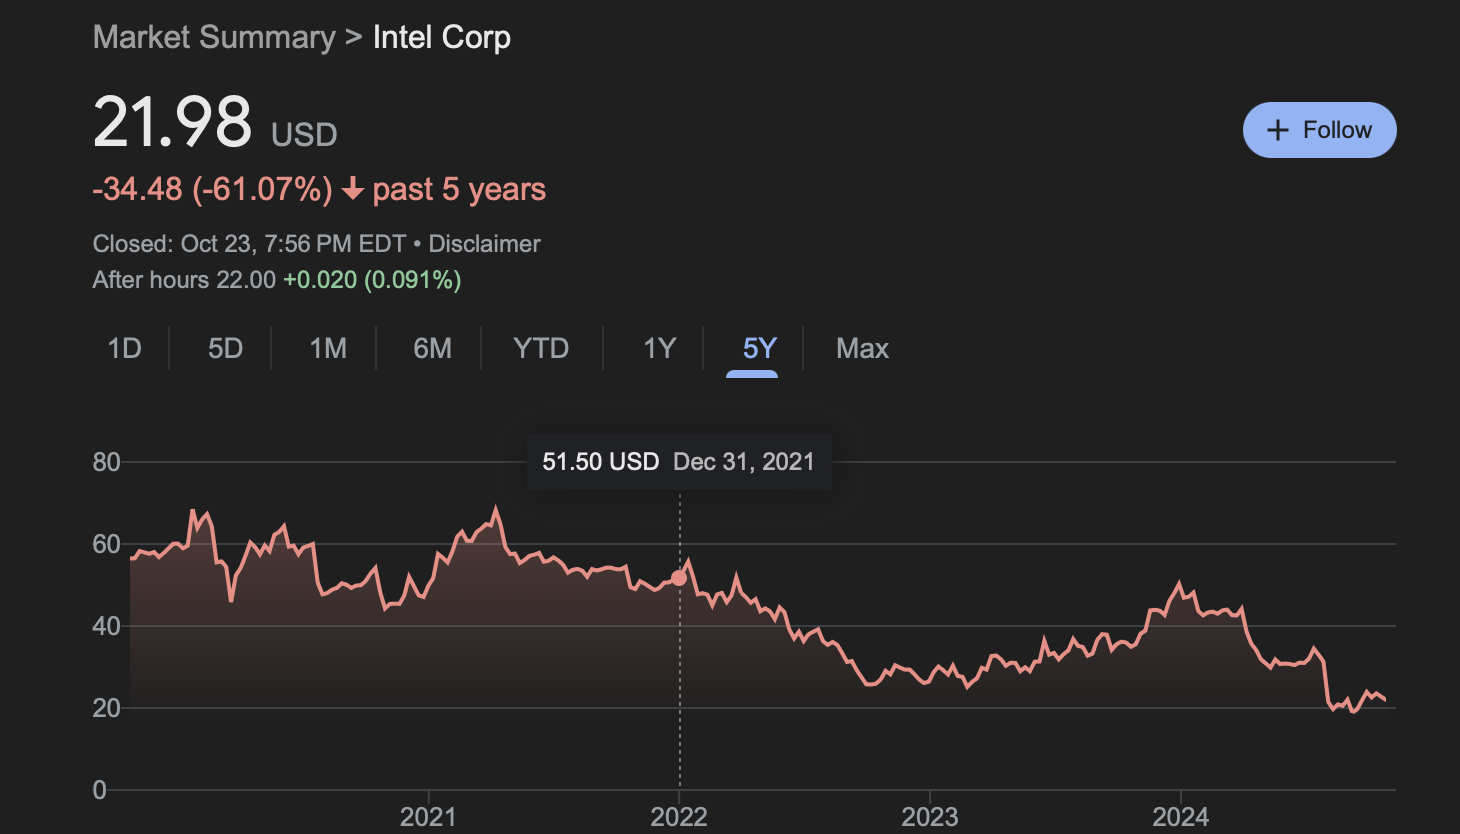 Market Summary > Intel Corp
21.98 USD
+ Follow
-34.48 (-61.07%) ↓ past 5 years
Closed: Oct 23, 7:56 PM EDT • Disclaimer
After hours 22.00 +0.020 (0.091%)
1D 5D 1M 6M YTD 1Y 5Y Max
51.50 USD Dec 31, 2021
80
60
40
20
0
2021 2022 2023 2024